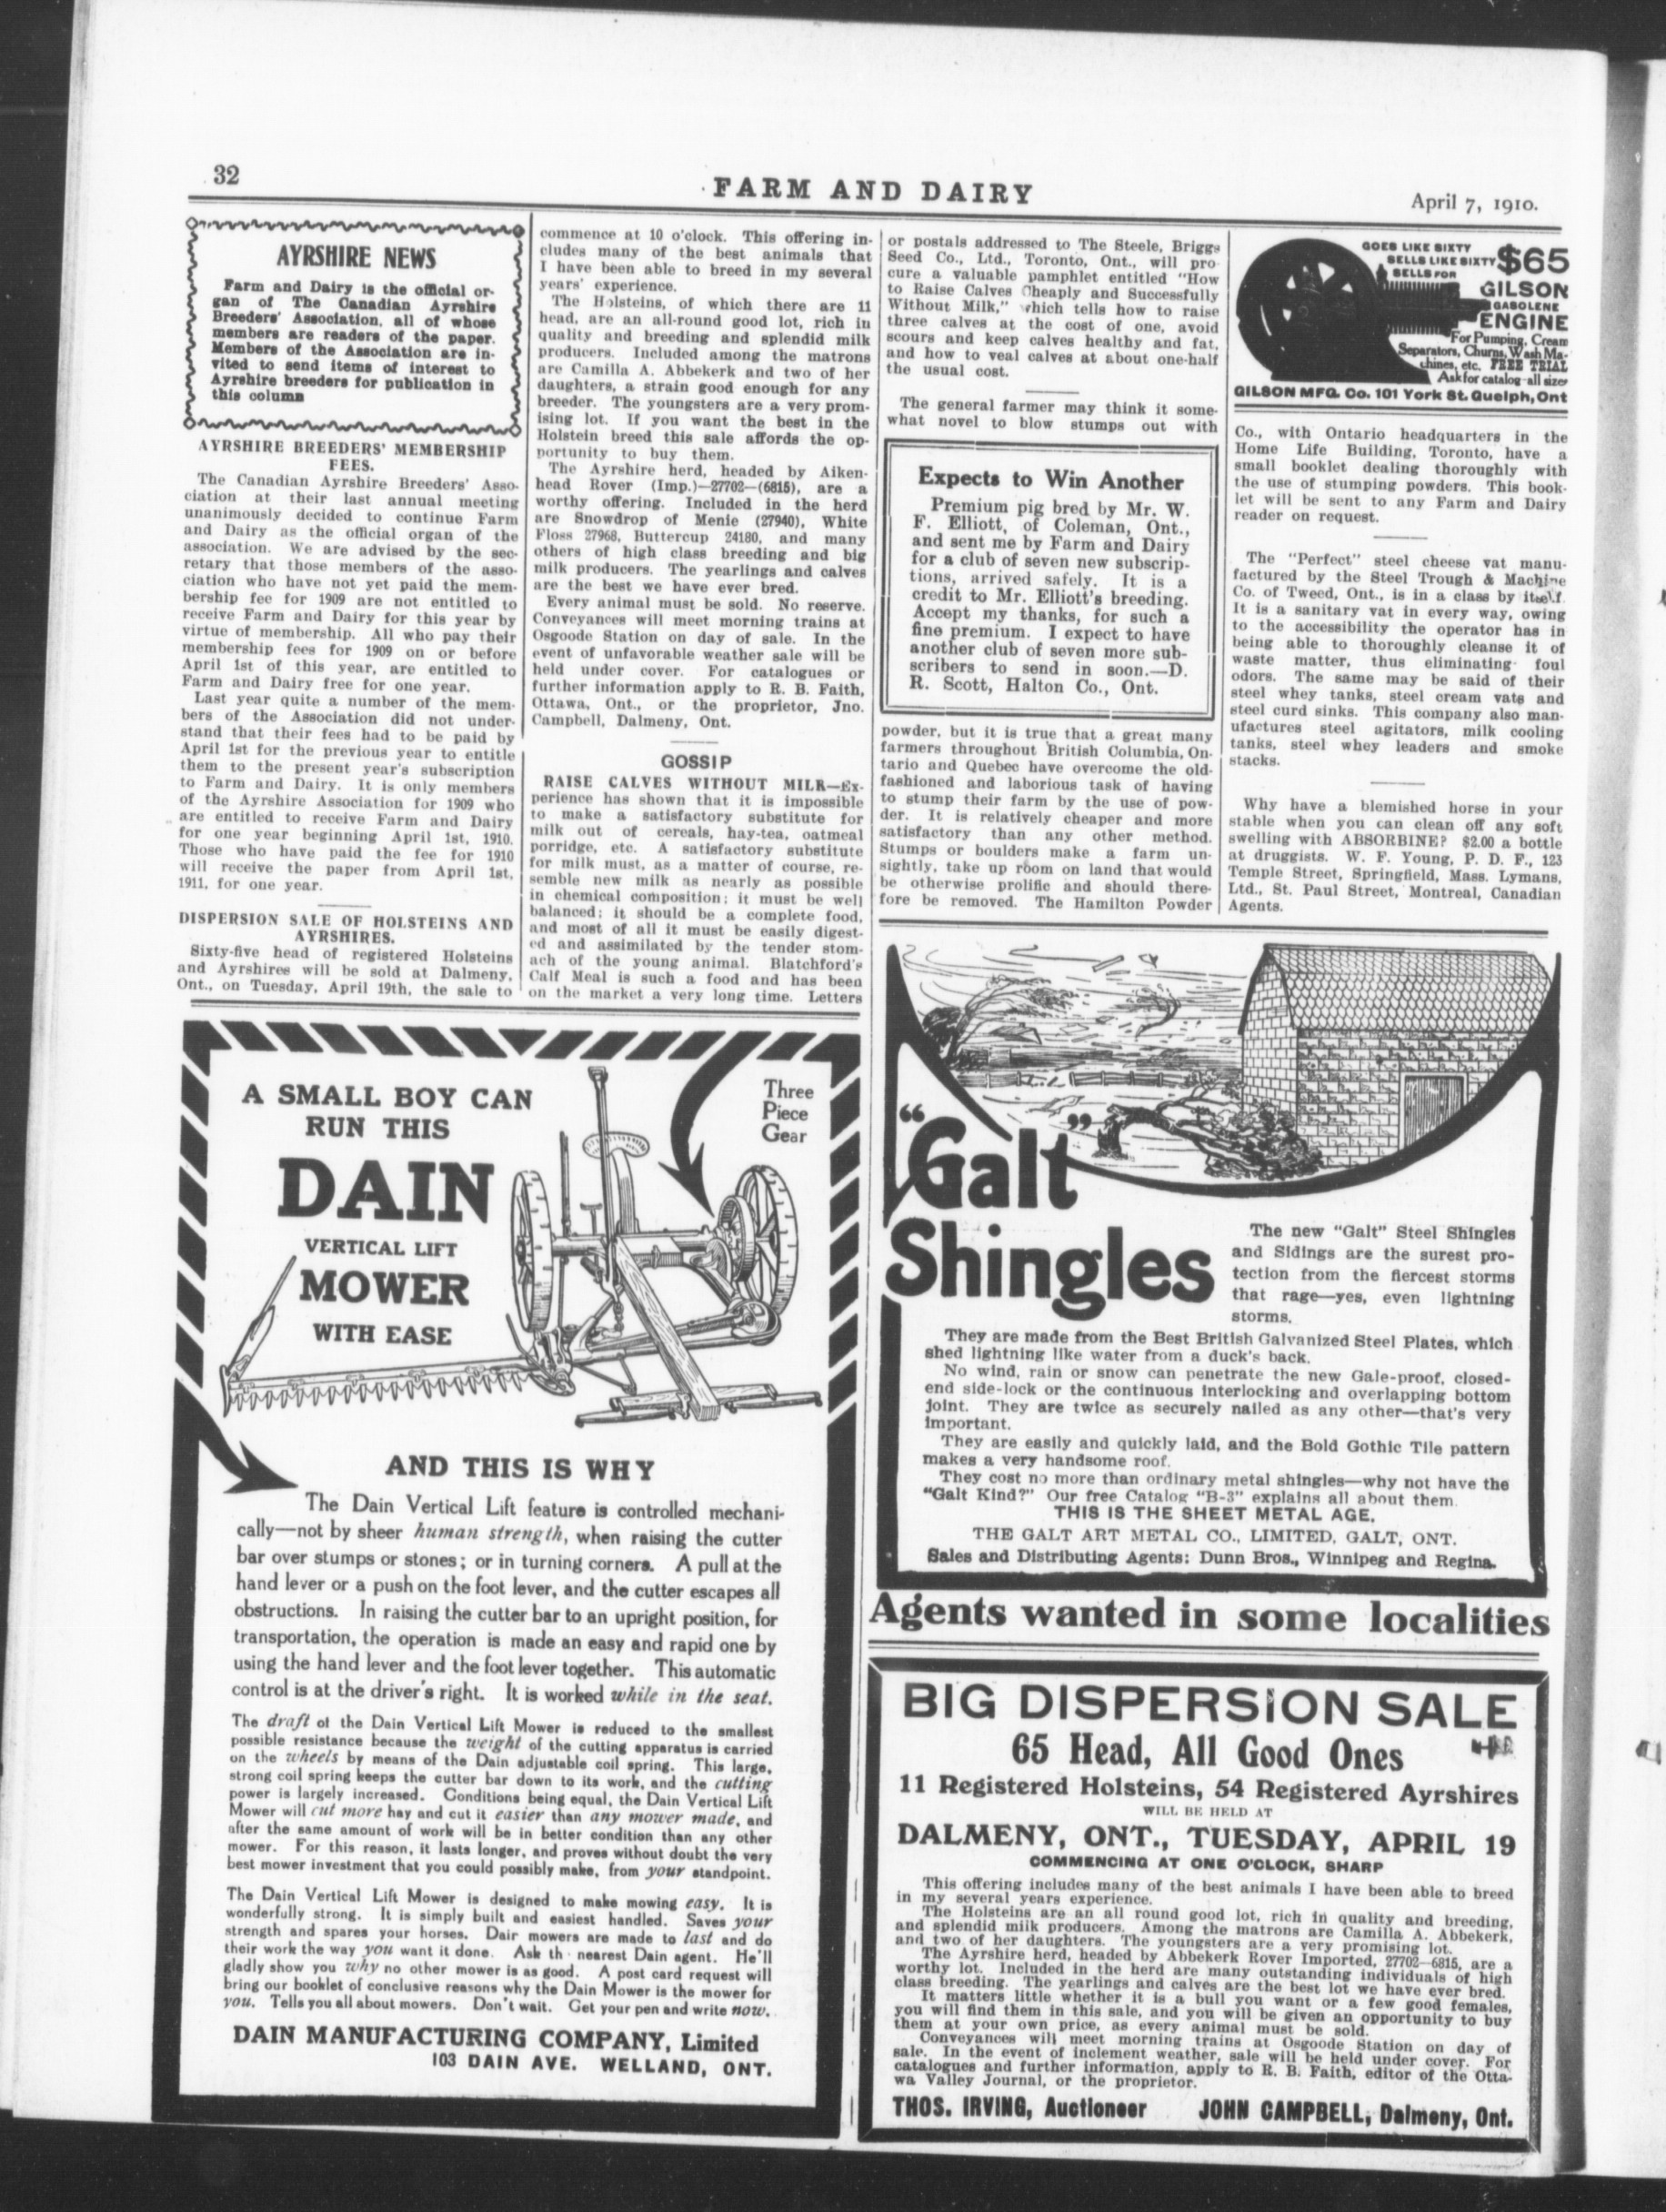 32
FARM AND DAIRY
April 7, 1910.
AYRSHIRE NEWS
Farm and Dairy is the official or-
gan of The Canadian Ayrshire
Breeders' Association, all of whose
members are readers of the paper.
Members of the Association are in-
vited to send items of interest to
Ayrshire breeders for publication in
this column
AYRSHIRE BREEDERS' MEMBERSHIP
FEES.
The Canadian Ayrshire Breeders' Asso-
ciation at their last annual meeting
unanimously decided to continue Farm
and Dairy as the official organ of the
association. We are advised by the sec-
retary that those members of the asso-
ciation who have not yet paid the mem-
bership fee for 1909 are not entitled to
receive Farm and Dairy for this year by
virtue of membership. All who pay their
membership fees for 1909 on or before
April 1st of this year, are entitled to
Farm and Dairy free for one year.
Last year quite a number of the mem-
bers of the Association did not under-
stand that their fees had to be paid by
April 1st for the previous year to entitle
them to the present year's subscription
to Farm and Dairy. It is only members
of the Ayrshire Association for 1909 who
are entitled to receive Farm and Dairy
for one year beginning April 1st, 1910.
Those who have paid the fee for 1910
will receive the paper from April 1st,
1911, for one year.
DISPERSION SALE OF HOLSTEINS AND
AYRSHIRES.
Sixty-five head of registered Holsteins
and Ayrshires will be sold at Dalmeny,
Ont., on Tuesday, April 19th, the sale to
commence at 10 o'clock. This offering in-
cludes many of the best animals that
I have been able to breed in my several
years' experience.
The Holsteins, of which there are 11
head, are an all-round good lot, rich in
quality and breeding and splendid milk
producers. Included among the matrons
are Camilla A. Abbekerk and two of her
daughters, a strain good enough for any
breeder. The youngsters are a very prom-
ising lot. If you want the best in the
Holstein breed this sale affords the op-
portunity to buy them.
The Ayrshire herd, headed by Aiken-
head Rover (Imp.)—27702—(6815), are a
worthy offering. Included in the herd
are Snowdrop of Menie (27940), White
Floss 27968, Buttercup 24180, and many
others of high class breeding and big
milk producers. The yearlings and calves
are the best we have ever bred.
Every animal must be sold. No reserve.
Conveyances will meet morning trains at
Osgoode Station on day of sale. In the
event of unfavorable weather sale will be
held under cover. For catalogues or
further information apply to R. B. Faith,
Ottawa, Ont., or the proprietor, Jno.
Campbell, Dalmeny, Ont.
GOSSIP
RAISE CALVES WITHOUT MILK—Ex-
perience has shown that it is impossible
to make a satisfactory substitute for
milk out of cereals, hay-tea, oatmeal
porridge, etc. A satisfactory substitute
for milk must, as a matter of course, re-
semble new milk as nearly as possible
in chemical composition; it must be well
balanced; it should be a complete food,
and most of all it must be easily digest-
ed and assimilated by the tender stom-
ach of the young animal. Blatchford's
Calf Meal is such a food and has been
on the market a very long time. Letters
or postals addressed to The Steele, Briggs
Seed Co., Ltd., Toronto, Ont., will pro
cure a valuable pamphlet entitled "How
to Raise Calves Cheaply and Successfully
Without Milk," which tells how to raise
three calves at the cost of one, avoid
scours and keep calves healthy and fat,
and how to veal calves at about one-half
the usual cost.
The general farmer may think it some-
what novel to blow stumps out with
Expects to Win Another
Premium pig bred by Mr. W.
F. Elliott, of Coleman, Ont.,
and sent me by Farm and Dairy
for a club of seven new subscrip-
tions, arrived safely. It is a
credit to Mr. Elliott's breeding.
Accept my thanks, for such a
fine premium. I expect to have
another club of seven more sub-
scribers to send in soon.—D.
R. Scott, Halton Co., Ont.
powder, but it is true that a great many
farmers throughout British Columbia, On-
tario and Quebec have overcome the old-
fashioned and laborious task of having
to stump their farm by the use of pow-
der. It is relatively cheaper and more
satisfactory than any other method.
Stumps or boulders make a farm un-
sightly, take up room on land that would
be otherwise prolific and should there-
fore be removed. The Hamilton Powder
GOES LIKE SIXTY
SELLS LIKE SIXTY
SELLS FOR
$65
GILSON
GASOLENE
ENGINE
For Pumping, Cream
Separators, Churns, Wash Ma-
chines, etc. FREE TRIAL
Ask for catalog-all sizes
GILSON MFG. Co. 101 York St. Guelph, Ont
Co., with Ontario headquarters in the
Home Life Building, Toronto, have a
small booklet dealing thoroughly with
the use of stumping powders. This book-
let will be sent to any Farm and Dairy
reader on request.
The "Perfect" steel cheese vat manu-
factured by the Steel Trough & Machine
Co. of Tweed, Ont., is in a class by itself.
It is a sanitary vat in every way, owing
to the accessibility the operator has in
being able to thoroughly cleanse it of
waste matter, thus eliminating foul
odors. The same may be said of their
steel whey tanks, steel cream vats and
steel curd sinks. This company also man-
ufactures steel agitators, milk cooling
tanks, steel whey leaders and smoke
stacks.
Why have a blemished horse in your
stable when you can clean off any soft
swelling with ABSORBINE? $2.00 a bottle
at druggists. W. F. Young, P. D. F., 123
Temple Street, Springfield, Mass. Lymans,
Ltd., St. Paul Street, Montreal, Canadian
Agents.
A SMALL BOY CAN
RUN THIS
DAIN
VERTICAL LIFT
MOWER
WITH EASE
Three
Piece
Gear
AND THIS IS WHY
The Dain Vertical Lift feature is controlled mechani-
cally—not by sheer human strength, when raising the cutter
bar over stumps or stones; or in turning corners. A pull at the
hand lever or a push on the foot lever, and the cutter escapes all
obstructions. In raising the cutter bar to an upright position, for
transportation, the operation is made an easy and rapid one by
using the hand lever and the foot lever together. This automatic
control is at the driver's right. It is worked while in the seat.
The draft of the Dain Vertical Lift Mower is reduced to the smallest
possible resistance because the weight of the cutting apparatus is carried
on the wheels by means of the Dain adjustable coil spring. This large,
strong coil spring keeps the cutter bar down to its work, and the cutting
power is largely increased. Conditions being equal, the Dain Vertical Lift
Mower will cut more hay and cut it easier than any mower made, and
after the same amount of work will be in better condition than any other
mower. For this reason, it lasts longer, and proves without doubt the very
best mower investment that you could possibly make, from your standpoint.
The Dain Vertical Lift Mower is designed to make mowing easy. It is
wonderfully strong. It is simply built and easiest handled. Saves your
strength and spares your horses. Dair mowers are made to last and do
their work the way you want it done. Ask th nearest Dain agent. He'll
gladly show you why no other mower is as good. A post card request will
bring our booklet of conclusive reasons why the Dain Mower is the mower for
you. Tells you all about mowers. Don't wait. Get your pen and write now.
DAIN MANUFACTURING COMPANY, Limited
103 DAIN AVE. WELLAND, ONT.
"Galt"
Shingles
The new "Galt" Steel Shingles
and Sidings are the surest pro-
tection from the fiercest storms
that rage—yes, even lightning
storms.
They are made from the Best British Galvanized Steel Plates, which
shed lightning like water from a duck's back.
No wind, rain or snow can penetrate the new Gale-proof, closed-
end side-lock or the continuous interlocking and overlapping bottom
joint. They are twice as securely nailed as any other—that's very
important.
They are easily and quickly laid, and the Bold Gothic Tile pattern
makes a very handsome roof.
They cost no more than ordinary metal shingles—why not have the
"Galt Kind?" Our free Catalog "B-3" explains all about them.
THIS IS THE SHEET METAL AGE.
THE GALT ART METAL CO., LIMITED, GALT, ONT.
Sales and Distributing Agents: Dunn Bros., Winnipeg and Regina.
Agents wanted in some localities
BIG DISPERSION SALE
65 Head, All Good Ones
11 Registered Holsteins, 54 Registered Ayrshires
WILL BE HELD AT
DALMENY, ONT., TUESDAY, APRIL 19
COMMENCING AT ONE O'CLOCK, SHARP
This offering includes many of the best animals I have been able to breed
in my several years experience.
The Holsteins are an all round good lot, rich in quality and breeding,
and splendid milk producers. Among the matrons are Camilla A. Abbekerk,
and two of her daughters. The youngsters are a very promising lot.
The Ayrshire herd, headed by Abbekerk Rover Imported, 27702—6815, are a
worthy lot. Included in the herd are many outstanding individuals of high
class breeding. The yearlings and calves are the best lot we have ever bred.
It matters little whether it is a bull you want or a few good females,
you will find them in this sale, and you will be given an opportunity to buy
them at your own price, as every animal must be sold.
Conveyances will meet morning trains at Osgoode Station on day of
sale. In the event of inclement weather, sale will be held under cover. For
catalogues and further information, apply to R. B. Faith, editor of the Otta-
wa Valley Journal, or the proprietor.
THOS. IRVING, Auctioneer JOHN CAMPBELL, Dalmeny, Ont.